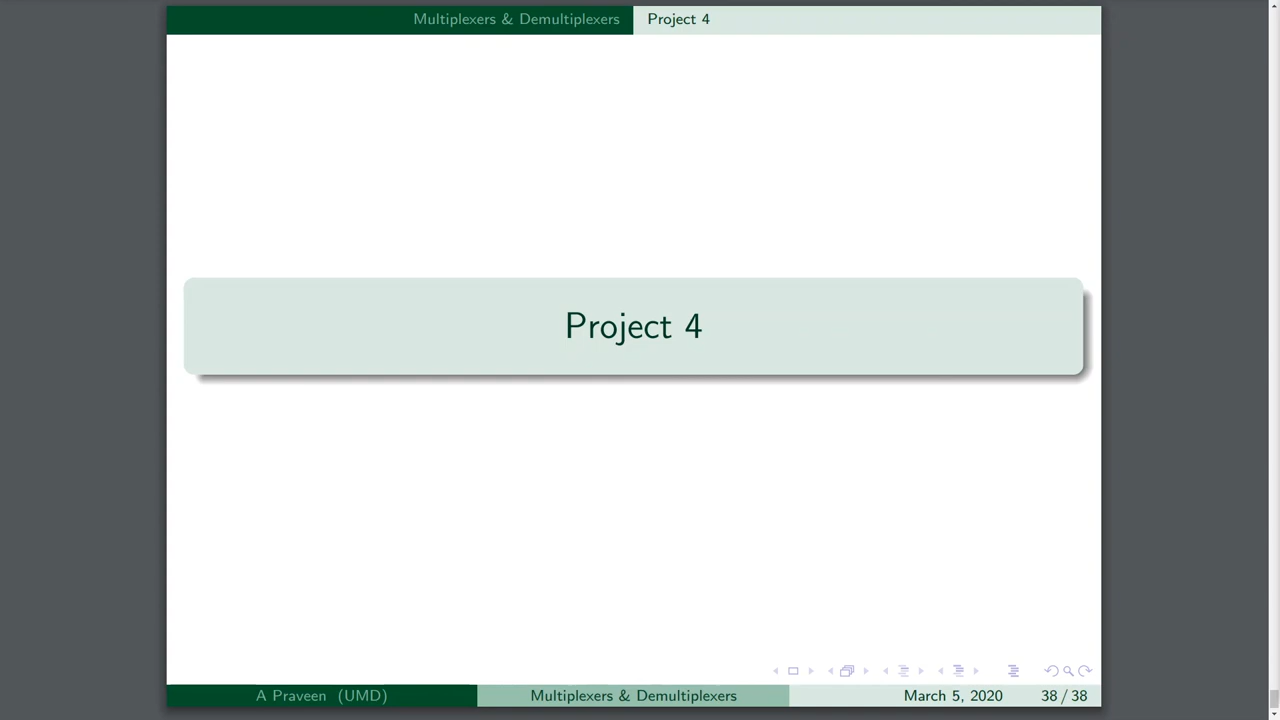 Multiplexers & Demultiplexers Project 4
Project 4
A Praveen (UMD) Multiplexers & Demultiplexers March 5, 2020 38 / 38